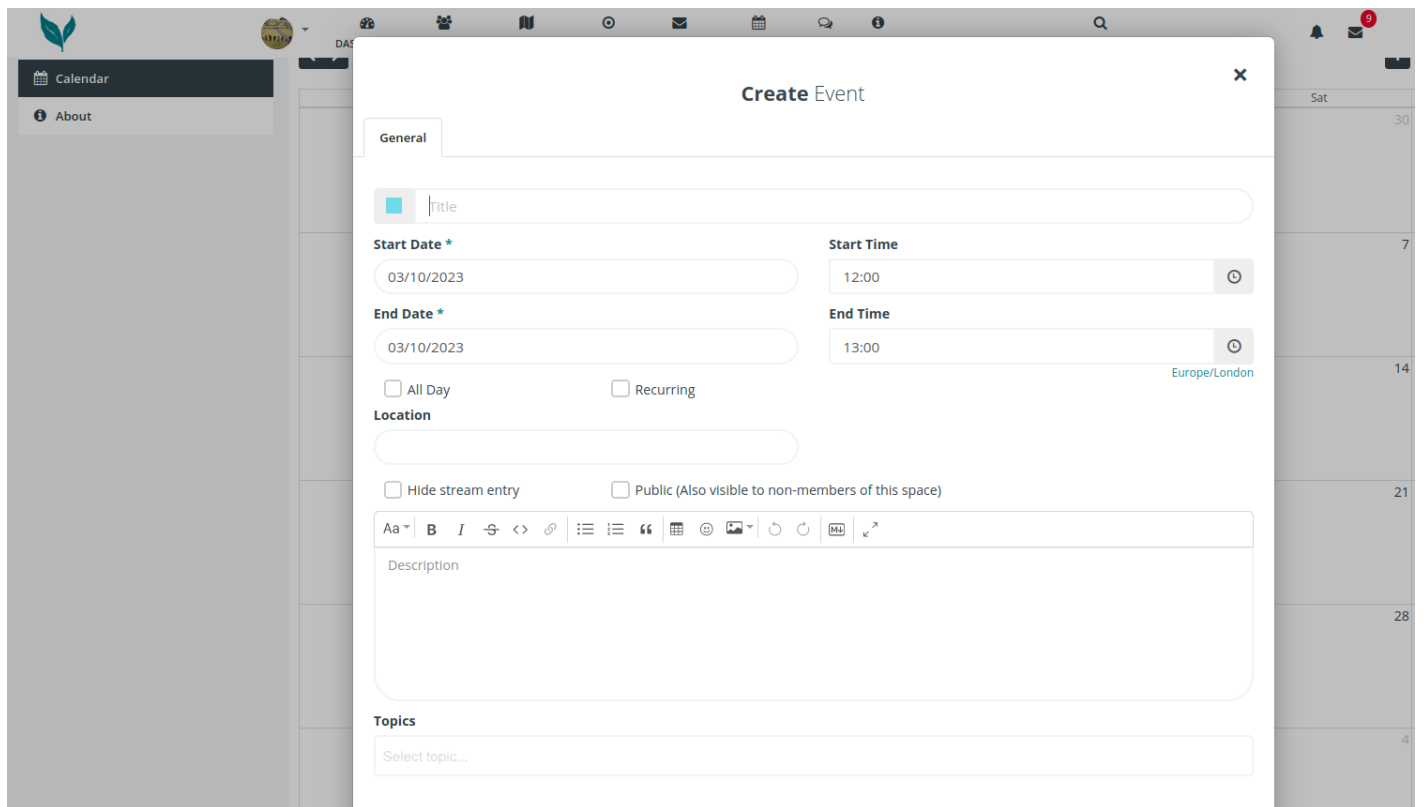 9
DAS
Calendar
About
Create Event
General
Title
Start Date *
Start Time
03/10/2023
12:00
End Date *
End Time
03/10/2023
13:00
Europe/London
All Day
Recurring
Location
Hide stream entry
Public (Also visible to non-members of this space)
Aa B I
Description
Topics
Select topic...
Sat
30
7
14
21
28
4